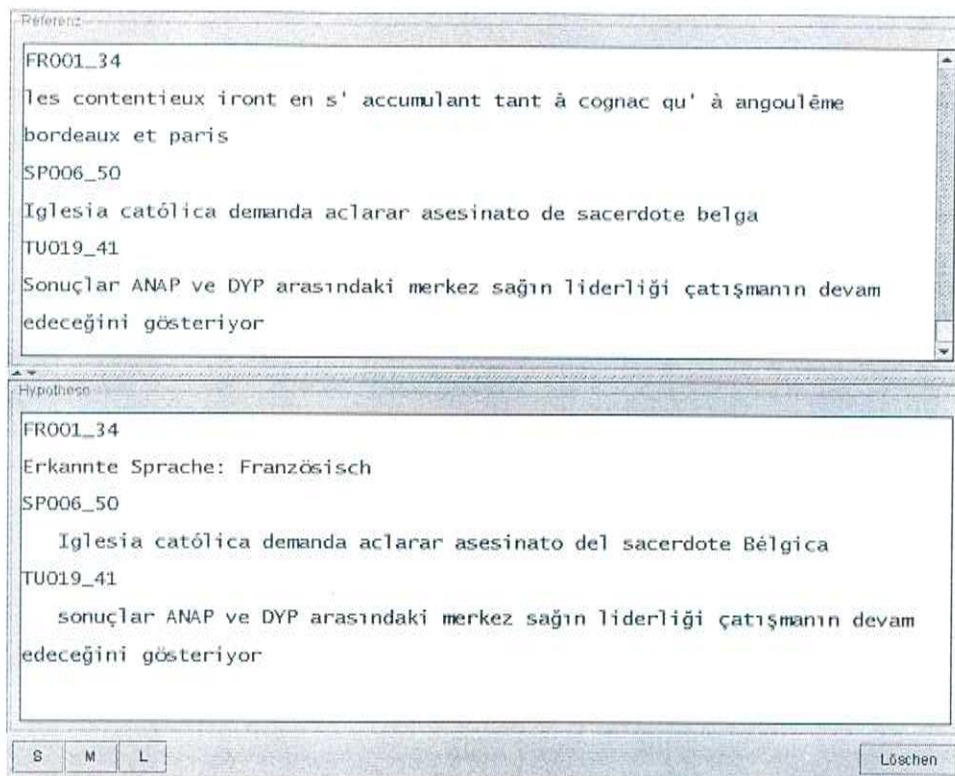 Referenz
FR001_34
les contentieux iront en s' accumulant tant à cognac qu' à angoulême
bordeaux et paris
SP006_50
Iglesia católica demanda aclarar asesinato de sacerdote belga
TU019_41
Sonuçlar ANAP ve DYP arasındaki merkez sağın liderliği çatışmanın devam
edeceğini gösteriyor
Hypothese
FR001_34
Erkannte Sprache: Französisch
SP006_50
Iglesia católica demanda aclarar asesinato del sacerdote Bélgica
TU019_41
sonuçlar ANAP ve DYP arasındaki merkez sağın liderliği çatışmanın devam
edeceğini gösteriyor
S M L Löschen